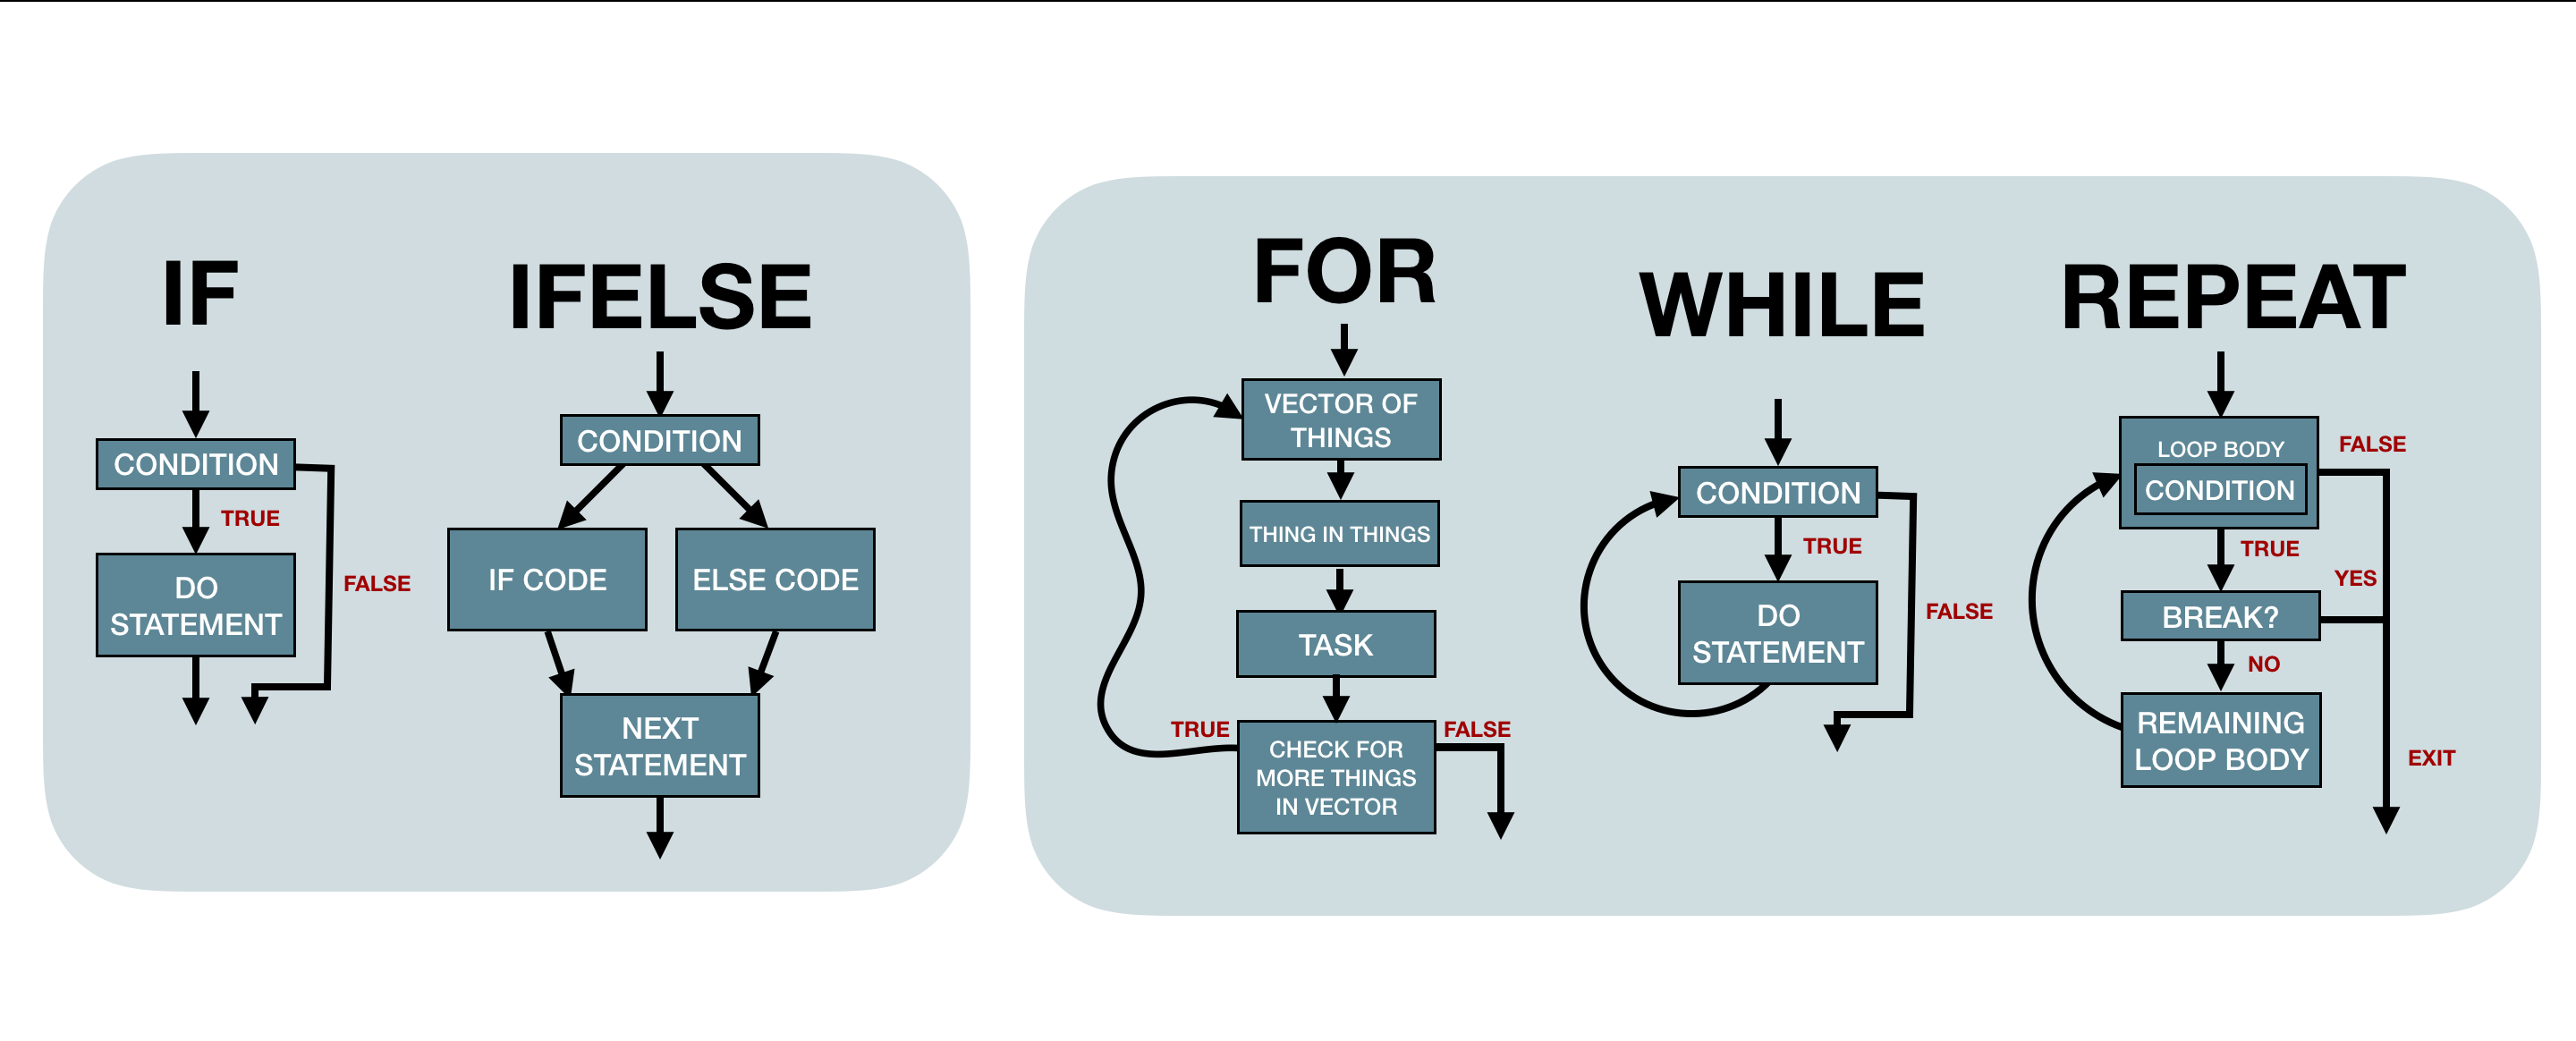 IF
CONDITION
TRUE
DO
STATEMENT
FALSE
IFELSE
CONDITION
IF CODE
ELSE CODE
NEXT
STATEMENT
FOR
VECTOR OF
THINGS
THING IN THINGS
TASK
TRUE
FALSE
CHECK FOR
MORE THINGS
IN VECTOR
WHILE
CONDITION
TRUE
DO
STATEMENT
FALSE
REPEAT
LOOP BODY
CONDITION
FALSE
TRUE
YES
BREAK?
NO
REMAINING
LOOP BODY
EXIT